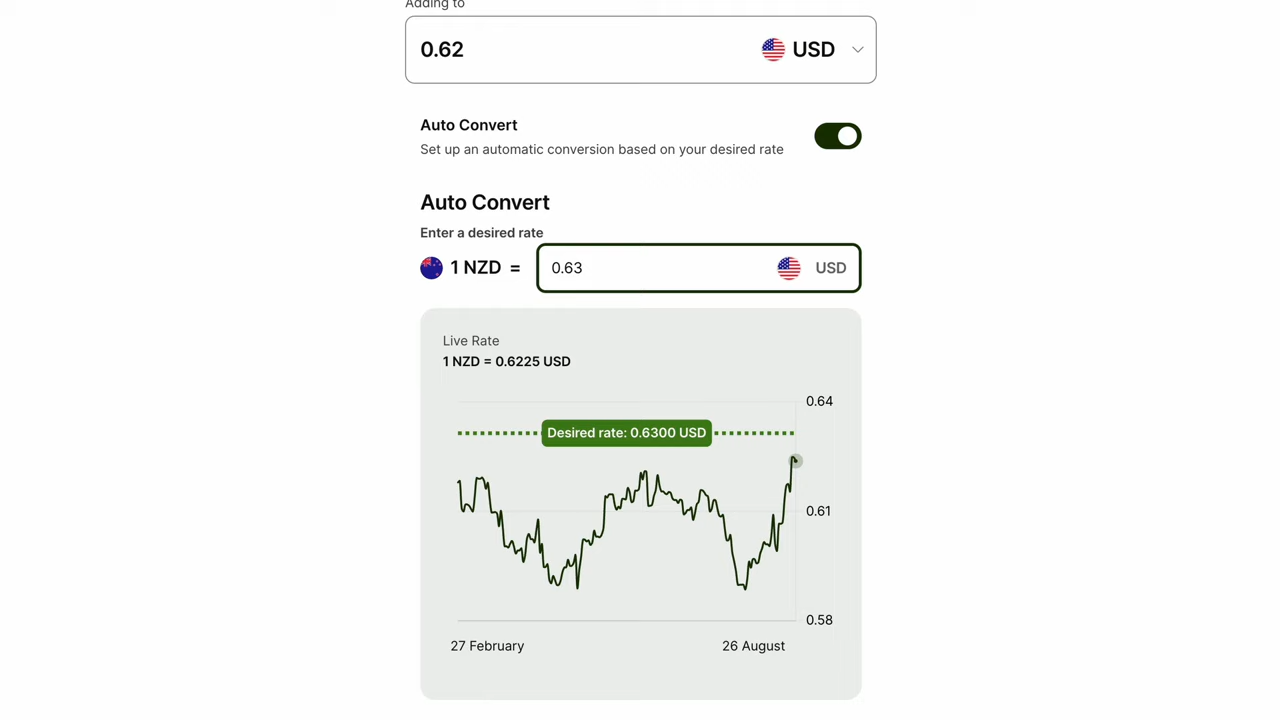 Adding to
0.62 USD
Auto Convert
Set up an automatic conversion based on your desired rate
Auto Convert
Enter a desired rate
1 NZD = 0.63 USD
Live Rate
1 NZD = 0.6225 USD
0.64
Desired rate: 0.6300 USD
0.61
0.58
27 February 26 August